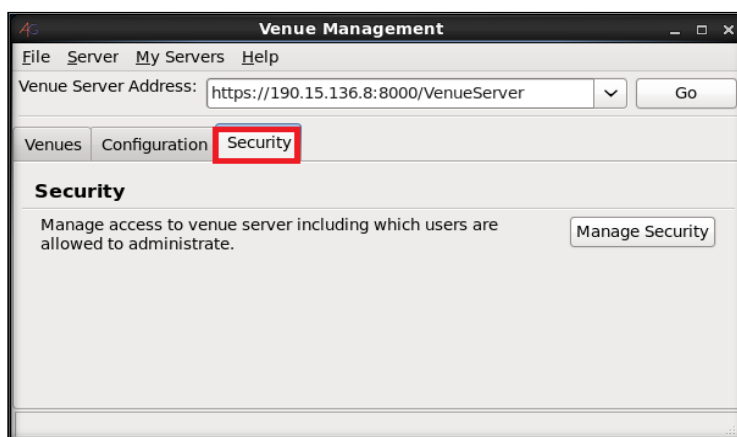 AG Venue Management
File Server My Servers Help
Venue Server Address: https://190.15.136.8:8000/VenueServer Go
Venues Configuration Security
Security
Manage access to venue server including which users are
allowed to administrate.
Manage Security